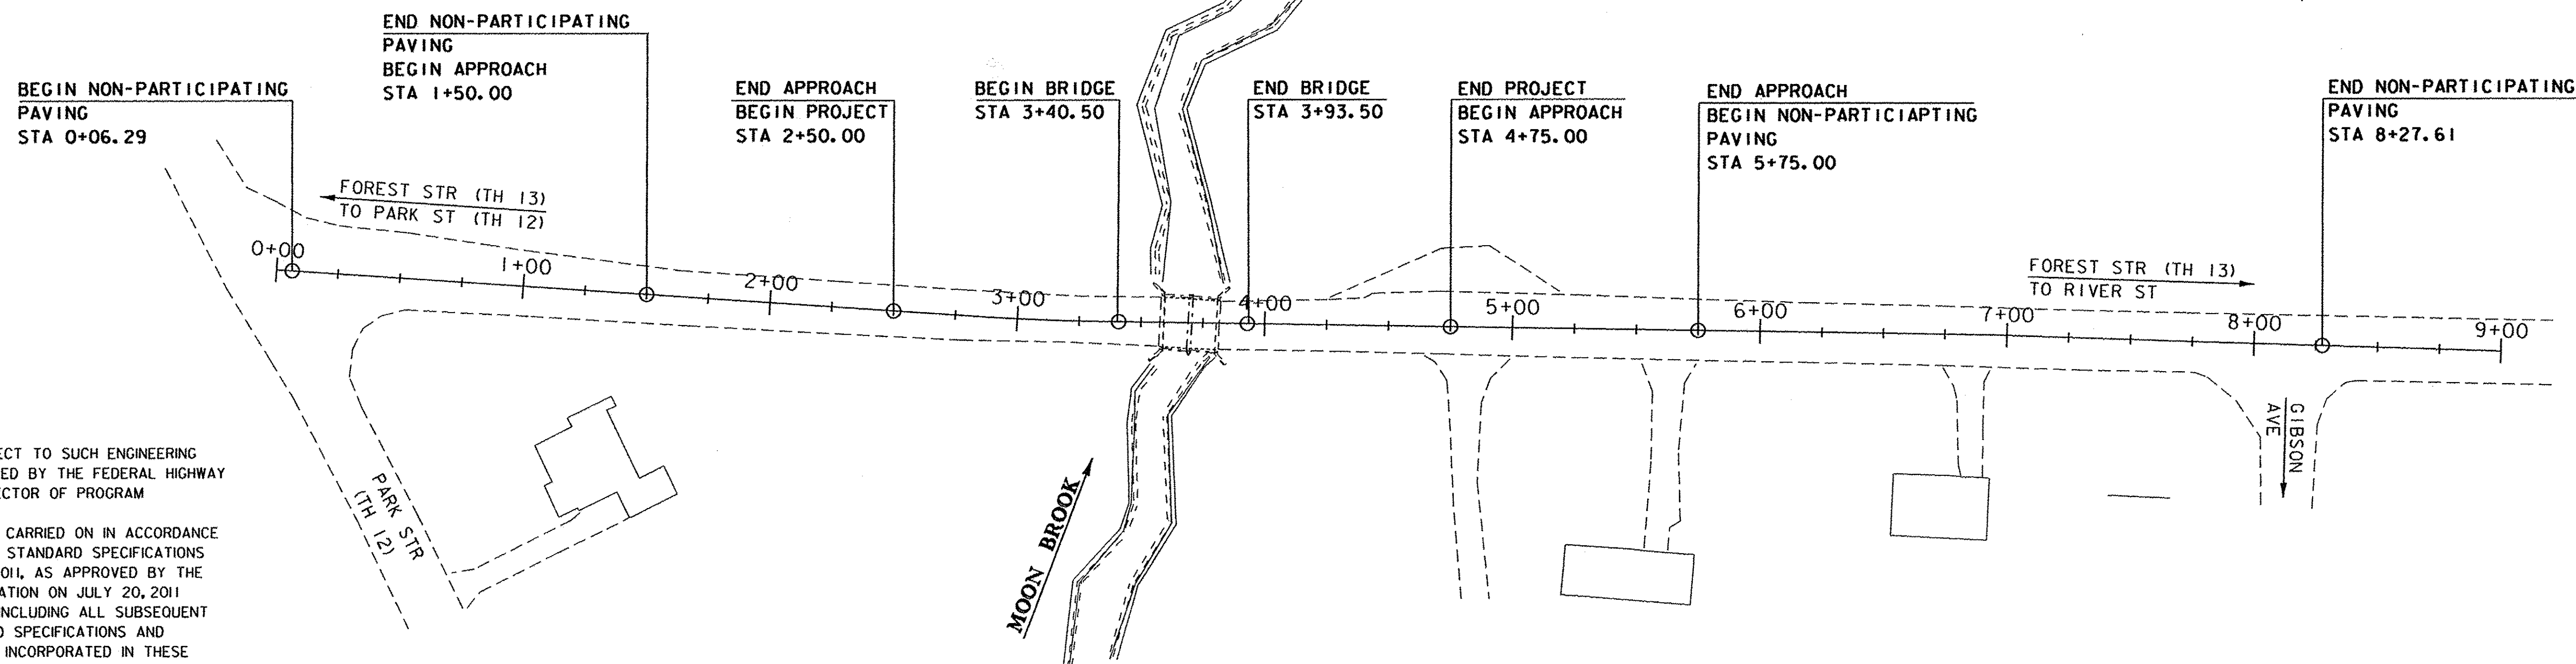 BEGIN NON-PARTICIPATING
PAVING
STA 0+06.29
END NON-PARTICIPATING
PAVING
BEGIN APPROACH
STA 1+50.00
END APPROACH
BEGIN PROJECT
STA 2+50.00
BEGIN BRIDGE
STA 3+40.50
END BRIDGE
STA 3+93.50
END PROJECT
BEGIN APPROACH
STA 4+75.00
END APPROACH
BEGIN NON-PARTICIAPTING
PAVING
STA 5+75.00
END NON-PARTICIPATING
PAVING
STA 8+27.61
FOREST STR (TH 13)
TO PARK ST (TH 12)
FOREST STR (TH 13)
TO RIVER ST
0+00
1+00
2+00
3+00
4+00
5+00
6+00
7+00
8+00
9+00
GIBSON
AVE
PARK STR
(TH 12)
MOON BROOK
ECT TO SUCH ENGINEERING
ED BY THE FEDERAL HIGHWAY
ECTOR OF PROGRAM
CARRIED ON IN ACCORDANCE
STANDARD SPECIFICATIONS
011, AS APPROVED BY THE
ATION ON JULY 20, 2011
INCLUDING ALL SUBSEQUENT
D SPECIFICATIONS AND
INCORPORATED IN THESE